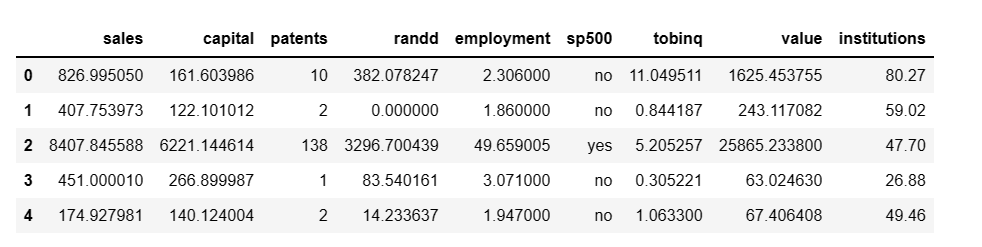 sales capital patents randd employment sp500 tobinq value institutions
0 826.995050 161.603986 10 382.078247 2.306000 no 11.049511 1625.453755 80.27
1 407.753973 122.101012 2 0.000000 1.860000 no 0.844187 243.117082 59.02
2 8407.845588 6221.144614 138 3296.700439 49.659005 yes 5.205257 25865.233800 47.70
3 451.000010 266.899987 1 83.540161 3.071000 no 0.305221 63.024630 26.88
4 174.927981 140.124004 2 14.233637 1.947000 no 1.063300 67.406408 49.46